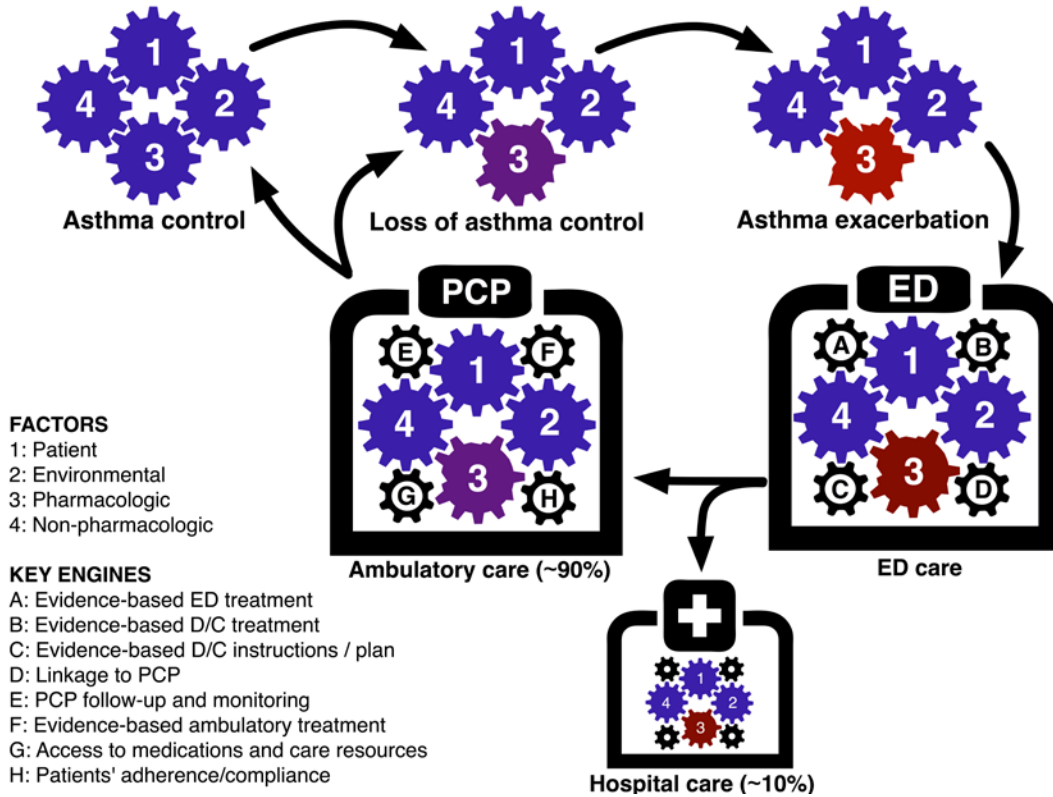 1
4
2
3
Asthma control
1
4
2
3
Loss of asthma control
1
4
2
3
Asthma exacerbation
PCP
E
F
1
4
2
3
G
H
Ambulatory care (~90%)
ED
A
B
1
4
2
3
C
D
ED care
1
4
2
3
Hospital care (~10%)
FACTORS
1: Patient
2: Environmental
3: Pharmacologic
4: Non-pharmacologic
KEY ENGINES
A: Evidence-based ED treatment
B: Evidence-based D/C treatment
C: Evidence-based D/C instructions / plan
D: Linkage to PCP
E: PCP follow-up and monitoring
F: Evidence-based ambulatory treatment
G: Access to medications and care resources
H: Patients' adherence/compliance